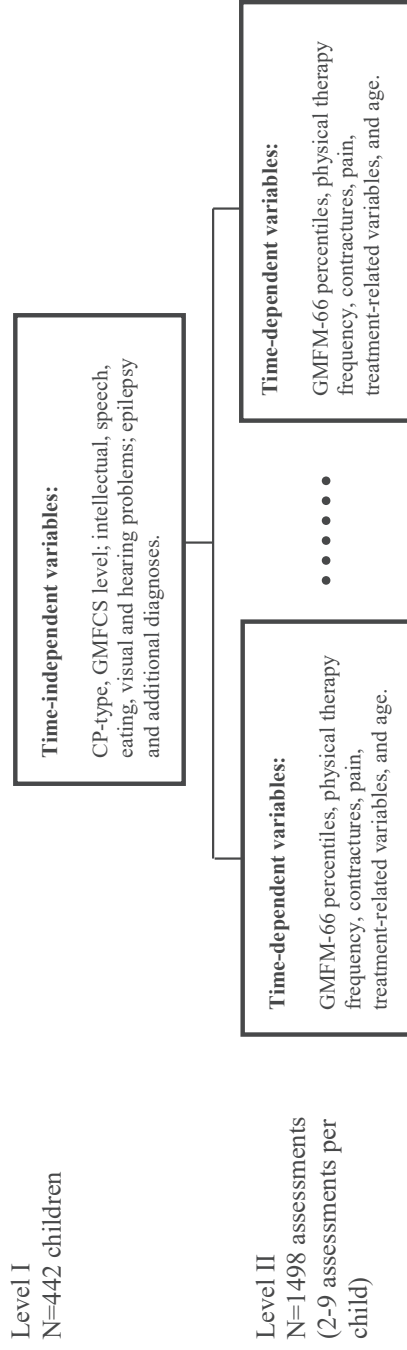 Level I
N=442 children
Time-independent variables:
CP-type, GMFCS level; intellectual, speech,
eating, visual and hearing problems; epilepsy
and additional diagnoses.
Level II
N=1498 assessments
(2-9 assessments per
child)
Time-dependent variables:
GMFM-66 percentiles, physical therapy
frequency, contractures, pain,
treatment-related variables, and age.
Time-dependent variables:
GMFM-66 percentiles, physical therapy
frequency, contractures, pain,
treatment-related variables, and age.